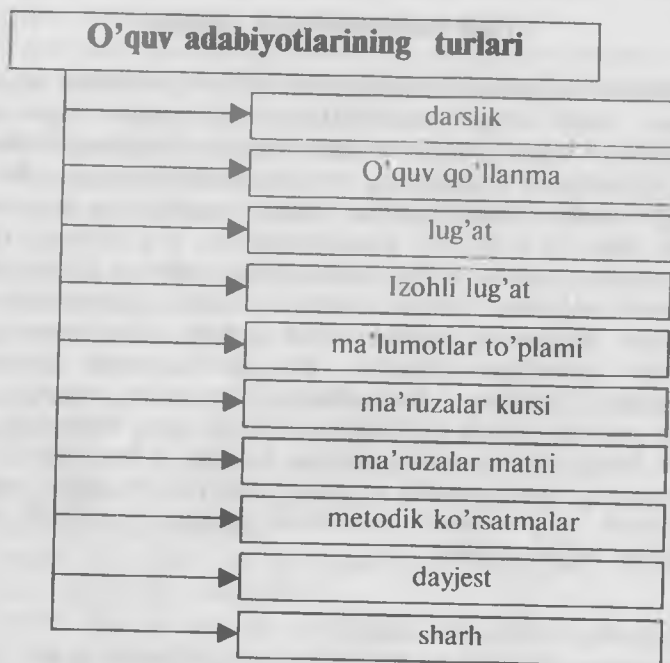 O'quv adabiyotlarining turlari
darslik
O'quv qo'llanma
lug'at
Izohli lug'at
ma'lumotlar to'plami
ma'ruzalar kursi
ma'ruzalar matni
metodik ko'rsatmalar
dayjest
sharh